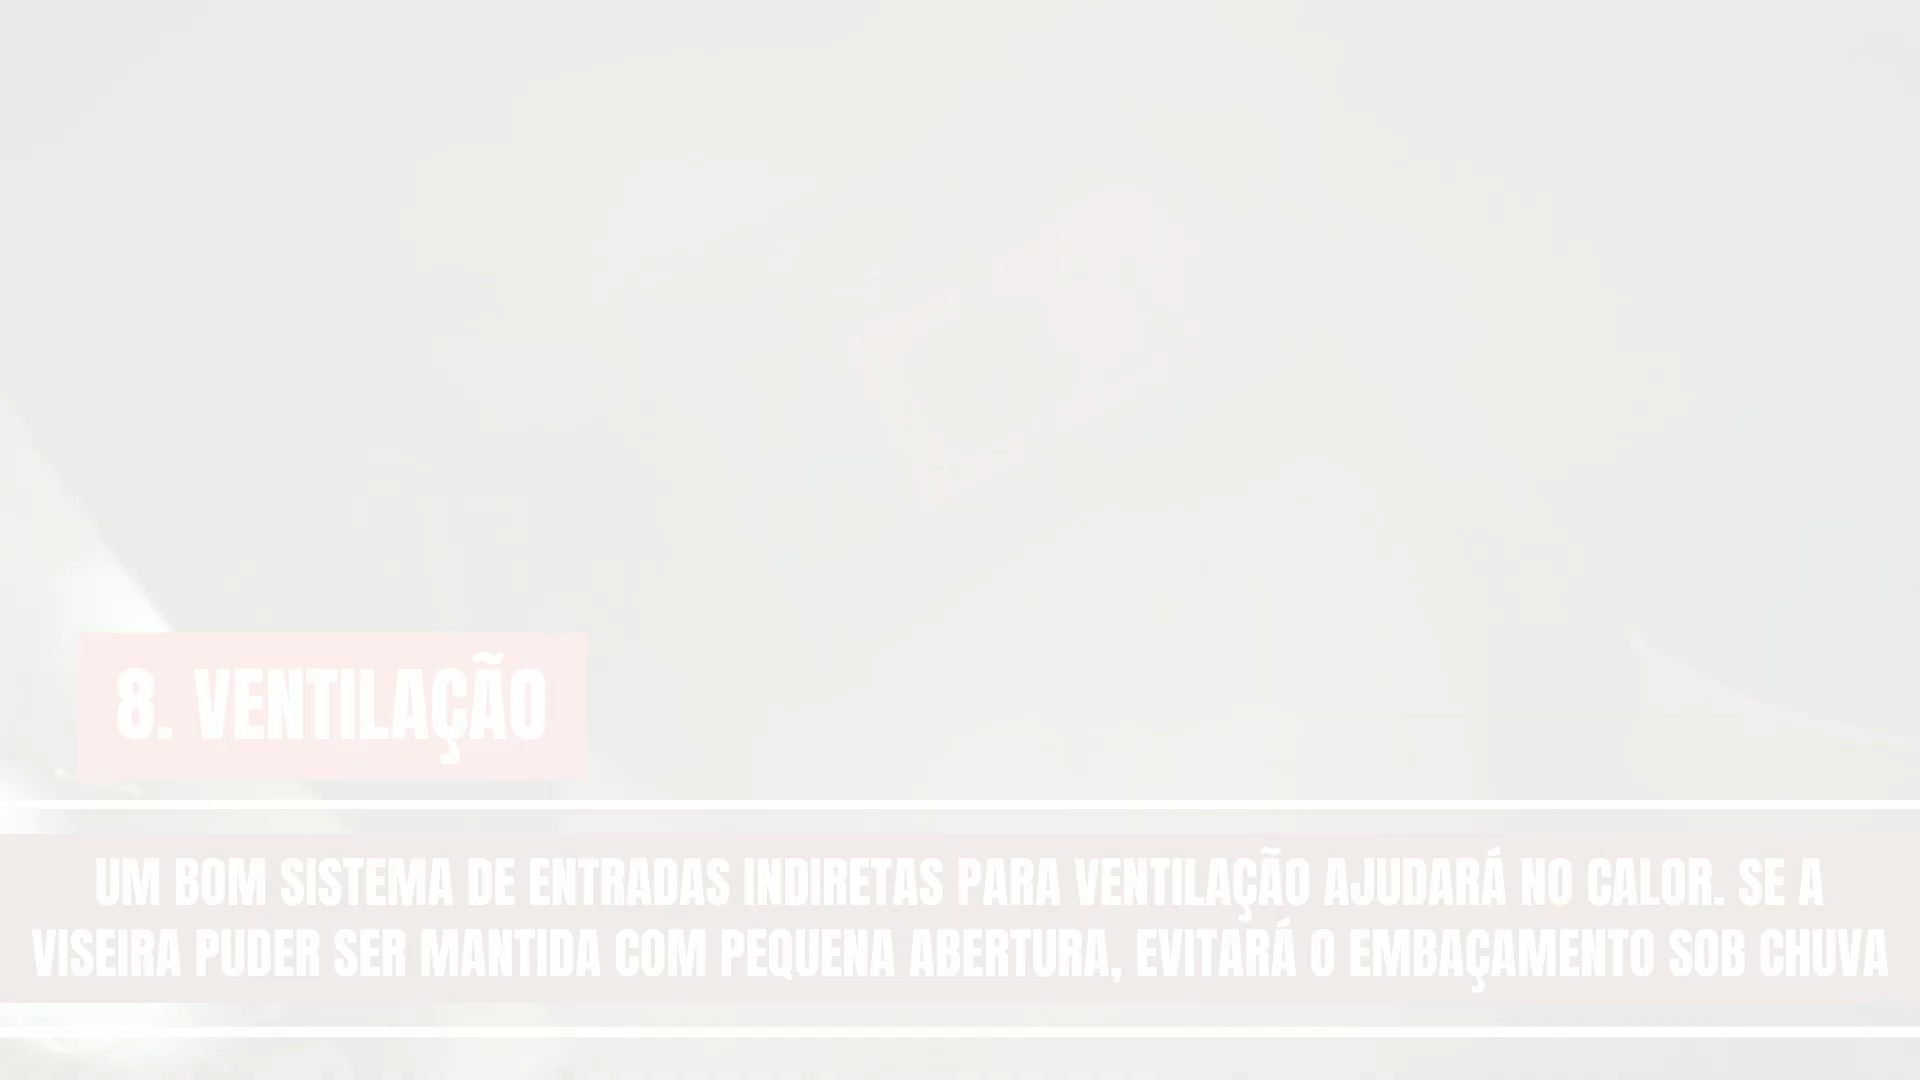 8. VENTILAÇÃO
UM BOM SISTEMA DE ENTRADAS INDIRETAS PARA VENTILAÇÃO AJUDARÁ NO CALOR. SE A
VISEIRA PUDER SER MANTIDA COM PEQUENA ABERTURA, EVITARÁ O EMBAÇAMENTO SOB CHUVA